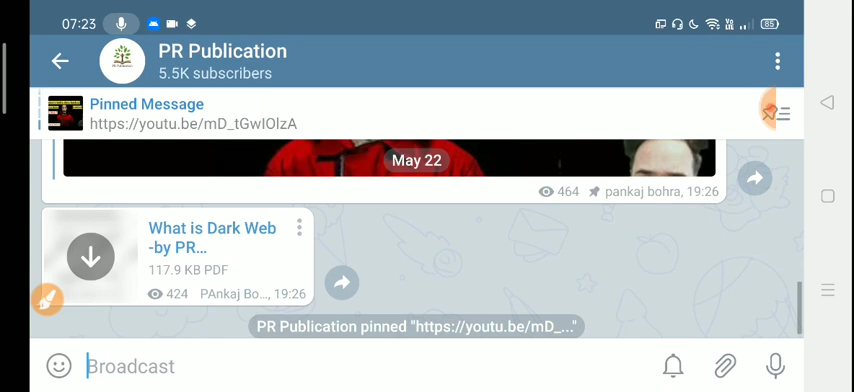 07:23
85
PR Publication
5.5K subscribers
Pinned Message
https://youtu.be/mD_tGwIOlzA
May 22
464 pankaj bohra, 19:26
What is Dark Web
-by PR...
117.9 KB PDF
424 PAnkaj Bo..., 19:26
PR Publication pinned "https://youtu.be/mD_..."
Broadcast